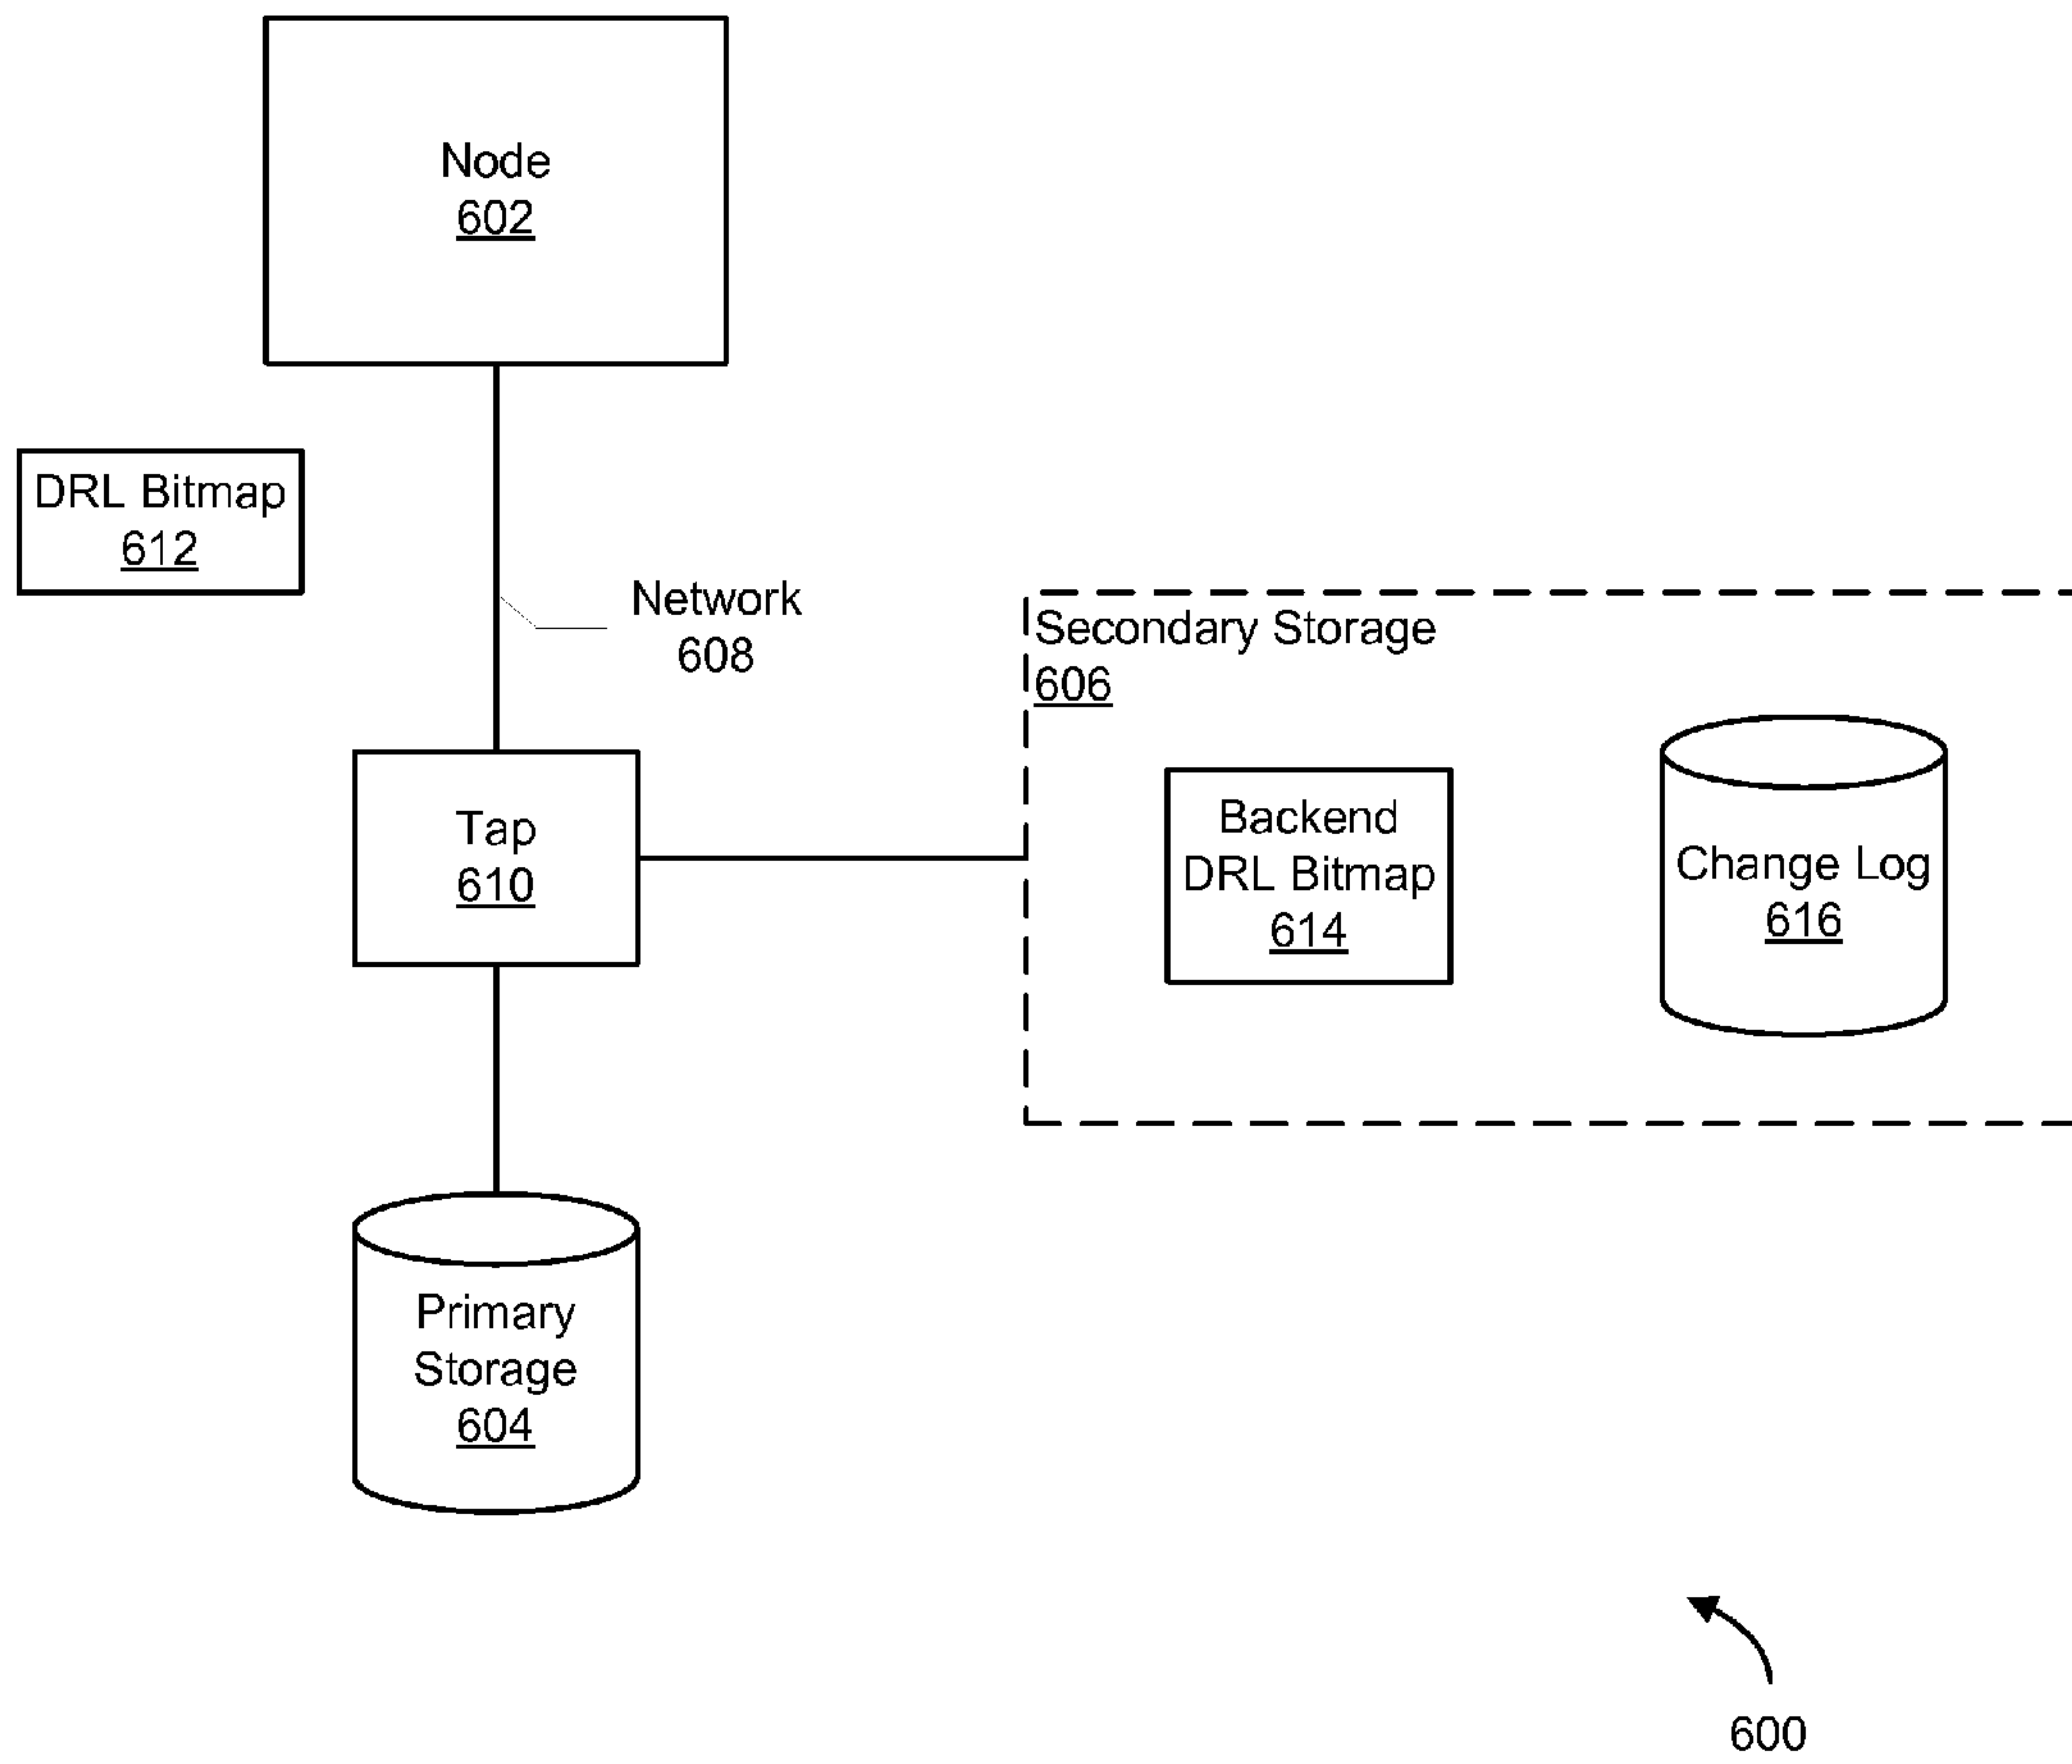 Node
602
DRL Bitmap
612
Network
608
Secondary Storage
606
Tap
610
Backend
DRL Bitmap
614
Change Log
616
Primary
Storage
604
600